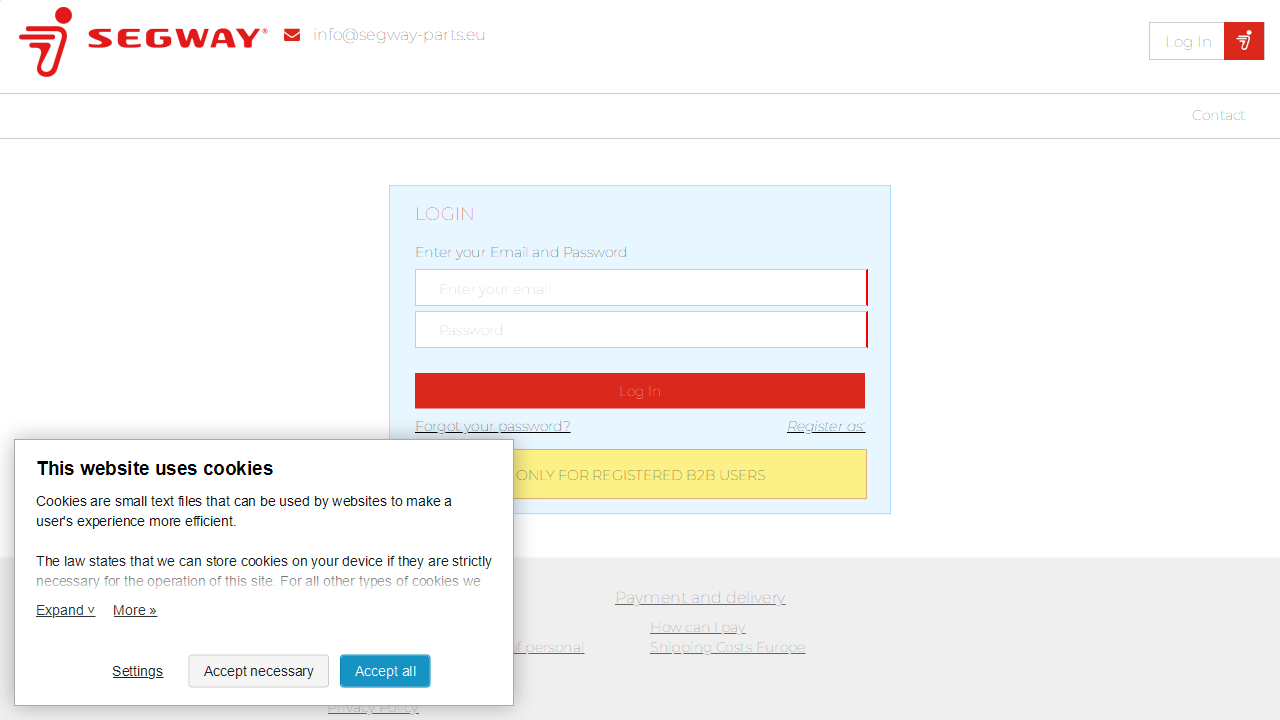 SEGWAY®
info@segway-parts.eu
Log In
Contact
LOGIN
Enter your Email and Password
Enter your email
Password
Log In
Forgot your password?
Register as:
ONLY FOR REGISTERED B2B USERS
This website uses cookies
Cookies are small text files that can be used by websites to make a
user's experience more efficient.
The law states that we can store cookies on your device if they are strictly
necessary for the operation of this site. For all other types of cookies we
Expand ˅
More »
Settings
Accept necessary
Accept all
Payment and delivery
How can I pay
of personal
Shipping Costs Europe
Privacy Policy